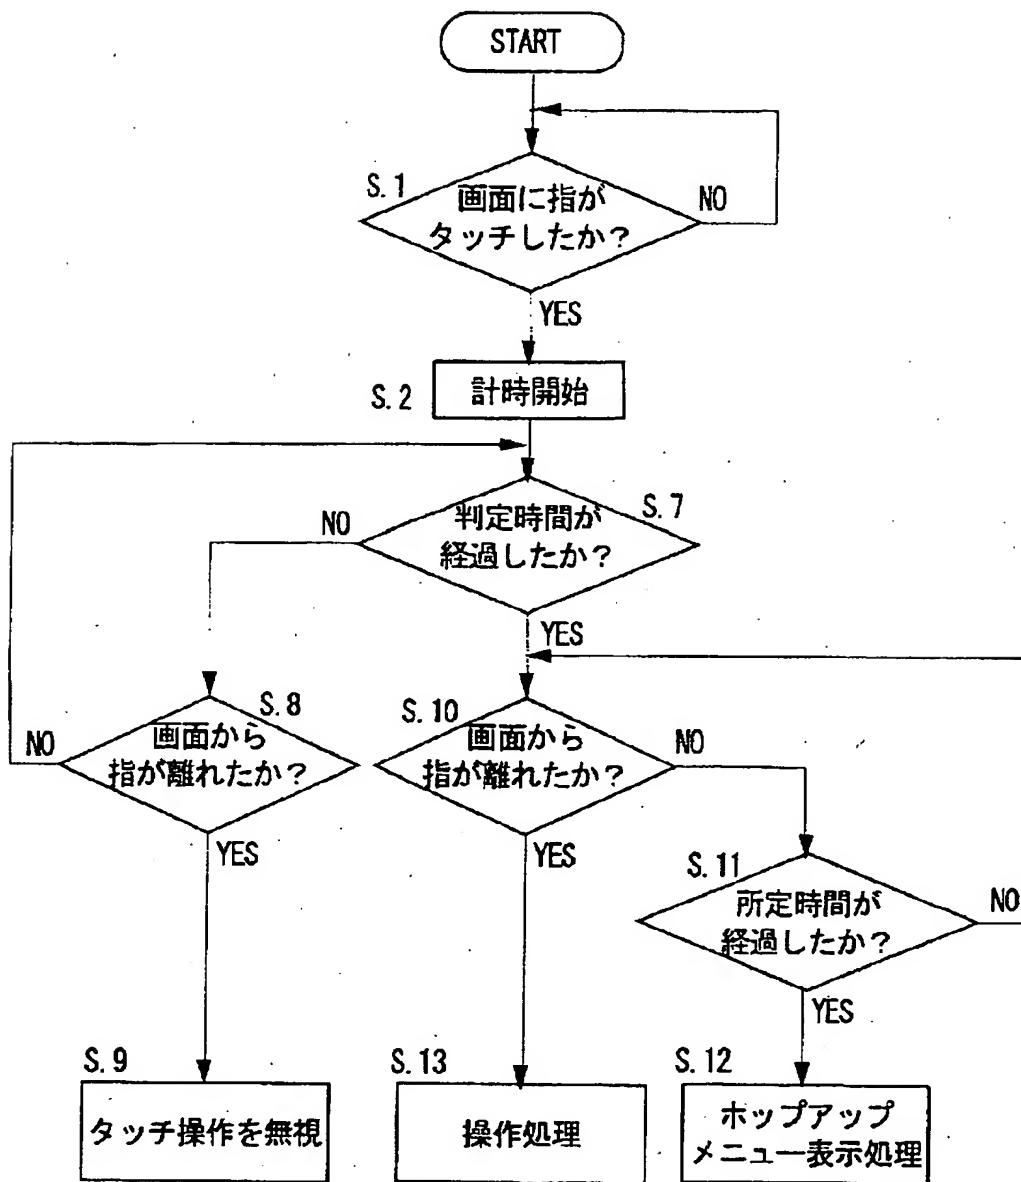 START
S.1
画面に指が
タッチしたか?
NO
YES
S.2
計時開始
S.7
判定時間が
経過したか?
NO
YES
S.8
画面から
指が離れたか?
NO
YES
S.10
画面から
指が離れたか?
NO
YES
S.11
所定時間が
経過したか?
NO
YES
S.9
タッチ操作を無視
S.13
操作処理
S.12
ホップアップ
メニュー表示処理